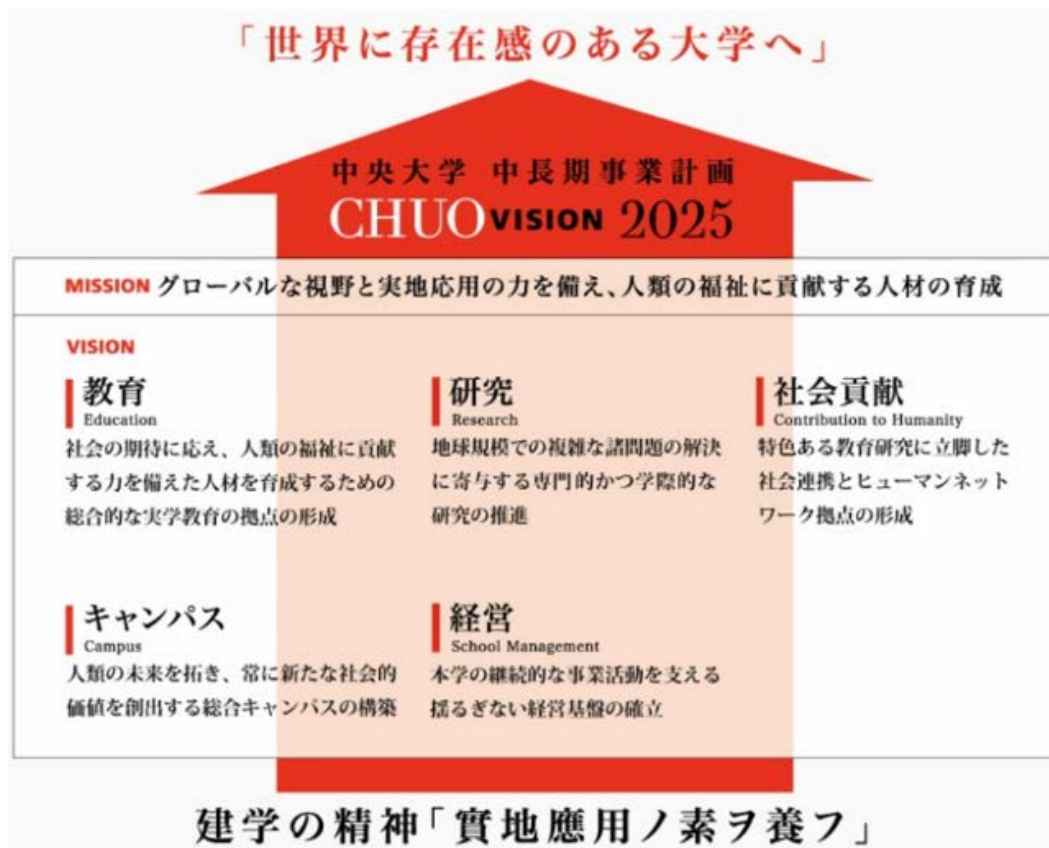 「世界に存在感のある大学へ」
中央大学 中長期事業計画
CHUO VISION 2025
MISSION グローバルな視野と実地応用の力を備え、人類の福祉に貢献する人材の育成
VISION
教育
Education
社会の期待に応え、人類の福祉に貢献
する力を備えた人材を育成するための
総合的な実学教育の拠点の形成
研究
Research
地球規模での複雑な諸問題の解決
に寄与する専門的かつ学際的な
研究の推進
社会貢献
Contribution to Humanity
特色ある教育研究に立脚した
社会連携とヒューマンネット
ワーク拠点の形成
キャンパス
Campus
人類の未来を拓き、常に新たな社会的
価値を創出する総合キャンパスの構築
経営
School Management
本学の継続的な事業活動を支える
揺るぎない経営基盤の確立
建学の精神「實地應用ノ素ヲ養フ」